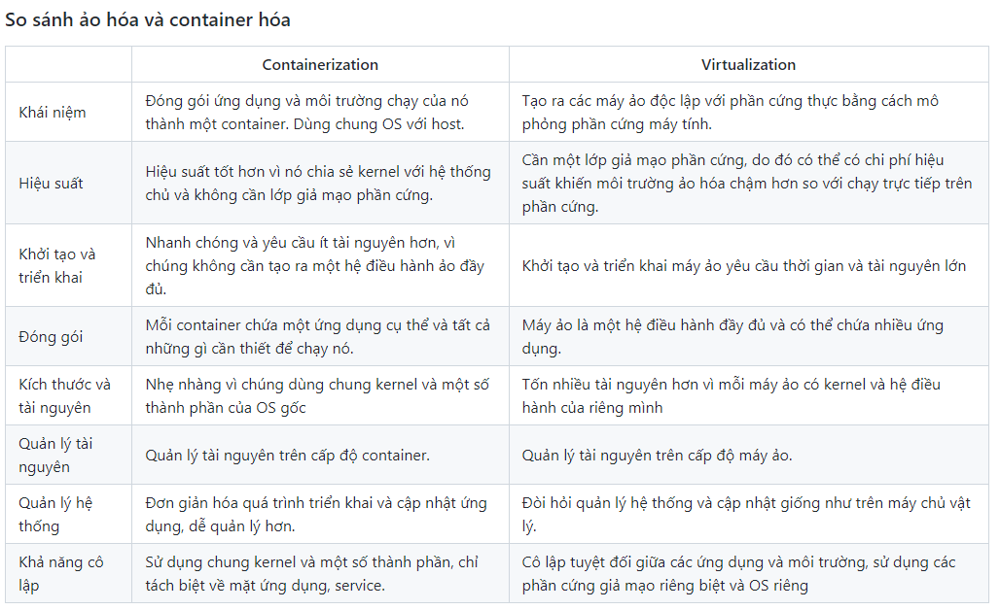 So sánh ảo hóa và container hóa
Containerization
Virtualization
Khái niệm
Đóng gói ứng dụng và môi trường chạy của nó
thành một container. Dùng chung OS với host.
Tạo ra các máy ảo độc lập với phần cứng thực bằng cách mô
phỏng phần cứng máy tính.
Hiệu suất
Hiệu suất tốt hơn vì nó chia sẻ kernel với hệ thống
chủ và không cần lớp giả mạo phần cứng.
Cần một lớp giả mạo phần cứng, do đó có thể có chi phí hiệu
suất khiến môi trường ảo hóa chậm hơn so với chạy trực tiếp trên
phần cứng.
Khởi tạo và
triển khai
Nhanh chóng và yêu cầu ít tài nguyên hơn, vì
chúng không cần tạo ra một hệ điều hành ảo đầy
đủ.
Khởi tạo và triển khai máy ảo yêu cầu thời gian và tài nguyên lớn
Đóng gói
Mỗi container chứa một ứng dụng cụ thể và tất cả
những gì cần thiết để chạy nó.
Máy ảo là một hệ điều hành đầy đủ và có thể chứa nhiều ứng
dụng.
Kích thước và
tài nguyên
Nhẹ nhàng vì chúng dùng chung kernel và một số
thành phần của OS gốc
Tốn nhiều tài nguyên hơn vì mỗi máy ảo có kernel và hệ điều
hành của riêng mình
Quản lý tài
nguyên
Quản lý tài nguyên trên cấp độ container.
Quản lý tài nguyên trên cấp độ máy ảo.
Quản lý hệ
thống
Đơn giản hóa quá trình triển khai và cập nhật ứng
dụng, dễ quản lý hơn.
Đòi hỏi quản lý hệ thống và cập nhật giống như trên máy chủ vật
lý.
Khả năng cô
lập
Sử dụng chung kernel và một số thành phần, chỉ
tách biệt về mặt ứng dụng, service.
Cô lập tuyệt đối giữa các ứng dụng và môi trường, sử dụng các
phần cứng giả mạo riêng biệt và OS riêng